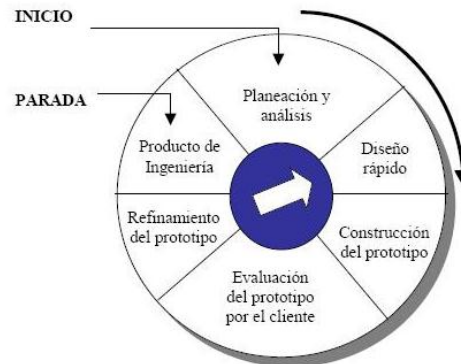 INICIO
PARADA
Planeación y
análisis
Diseño
rápido
Construcción
del prototipo
Evaluación
del prototipo
por el cliente
Refinamiento
del prototipo
Producto de
Ingeniería